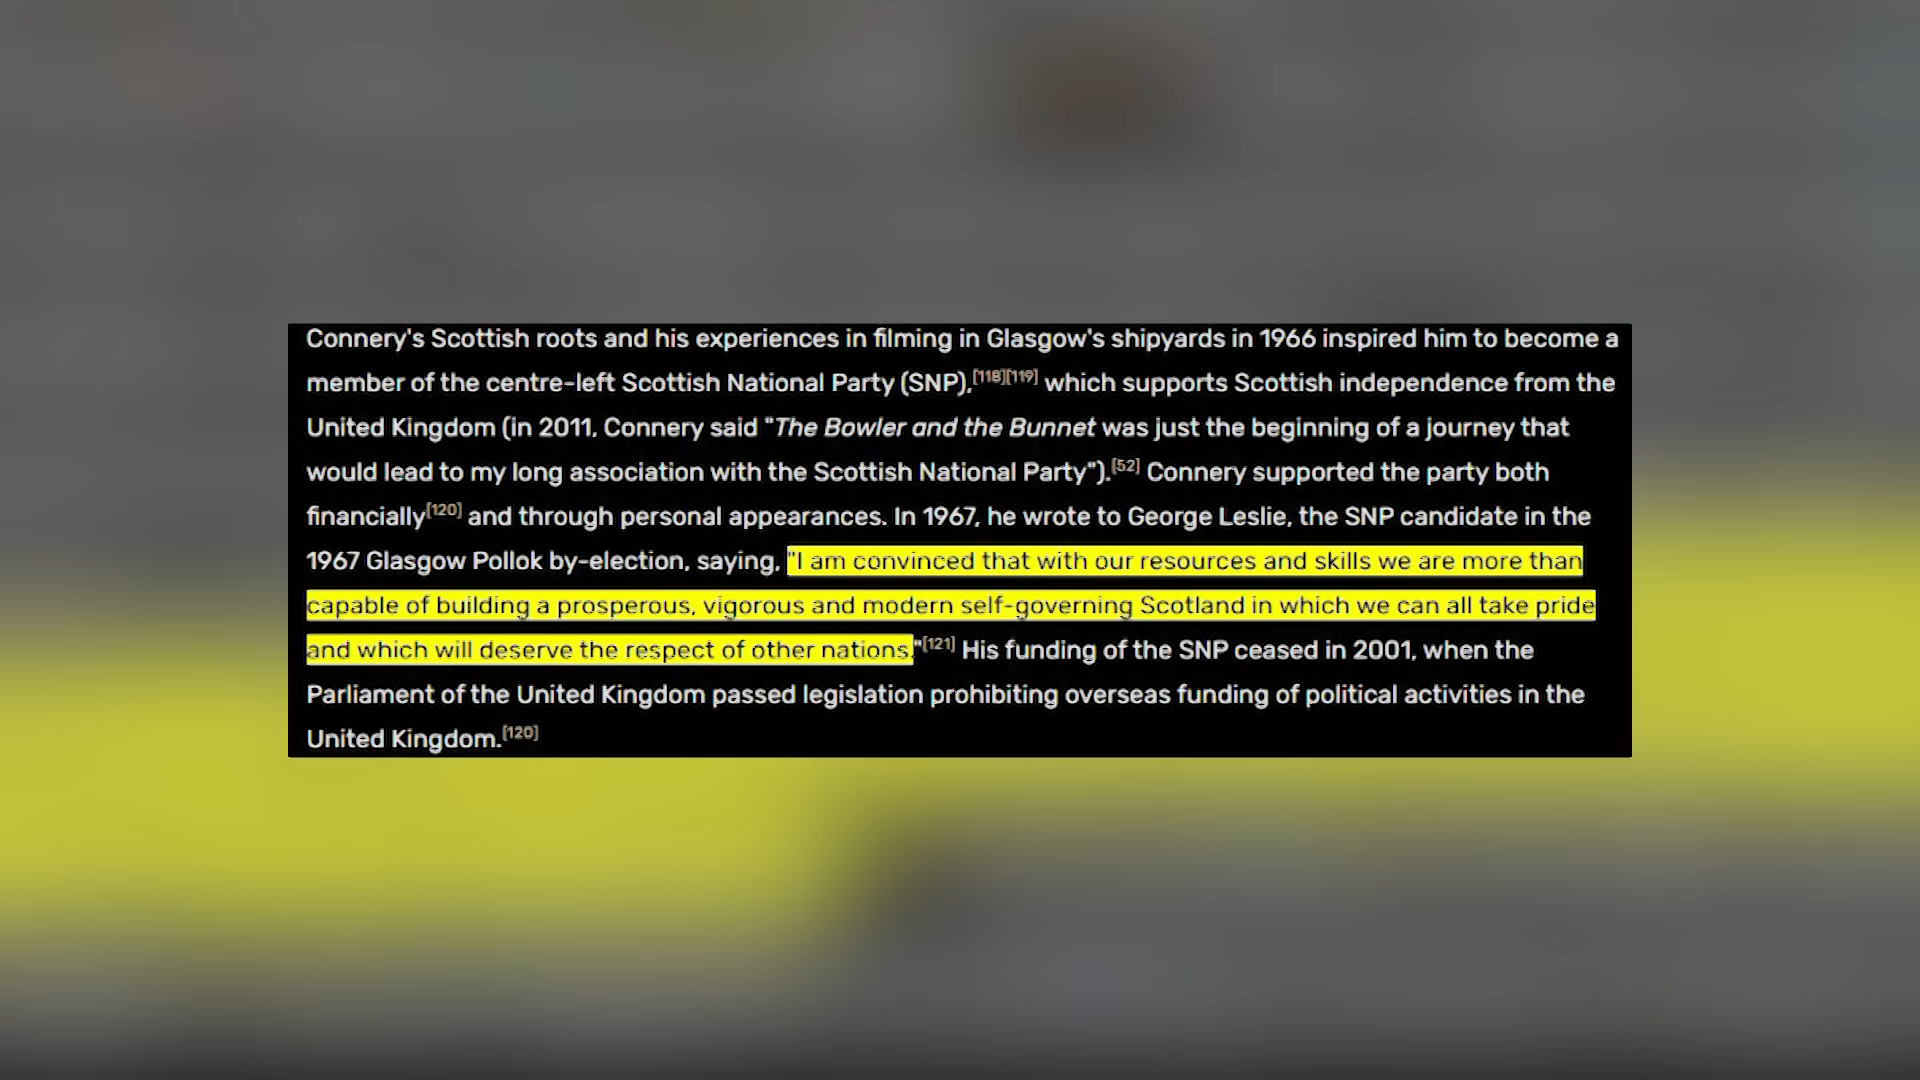 Connery's Scottish roots and his experiences in filming in Glasgow's shipyards in 1966 inspired him to become a
member of the centre-left Scottish National Party (SNP),[118][119] which supports Scottish independence from the
United Kingdom (in 2011, Connery said "The Bowler and the Bunnet was just the beginning of a journey that
would lead to my long association with the Scottish National Party").[52] Connery supported the party both
financially[120] and through personal appearances. In 1967, he wrote to George Leslie, the SNP candidate in the
1967 Glasgow Pollok by-election, saying, "I am convinced that with our resources and skills we are more than
capable of building a prosperous, vigorous and modern self-governing Scotland in which we can all take pride
and which will deserve the respect of other nations."[121] His funding of the SNP ceased in 2001, when the
Parliament of the United Kingdom passed legislation prohibiting overseas funding of political activities in the
United Kingdom.[120]